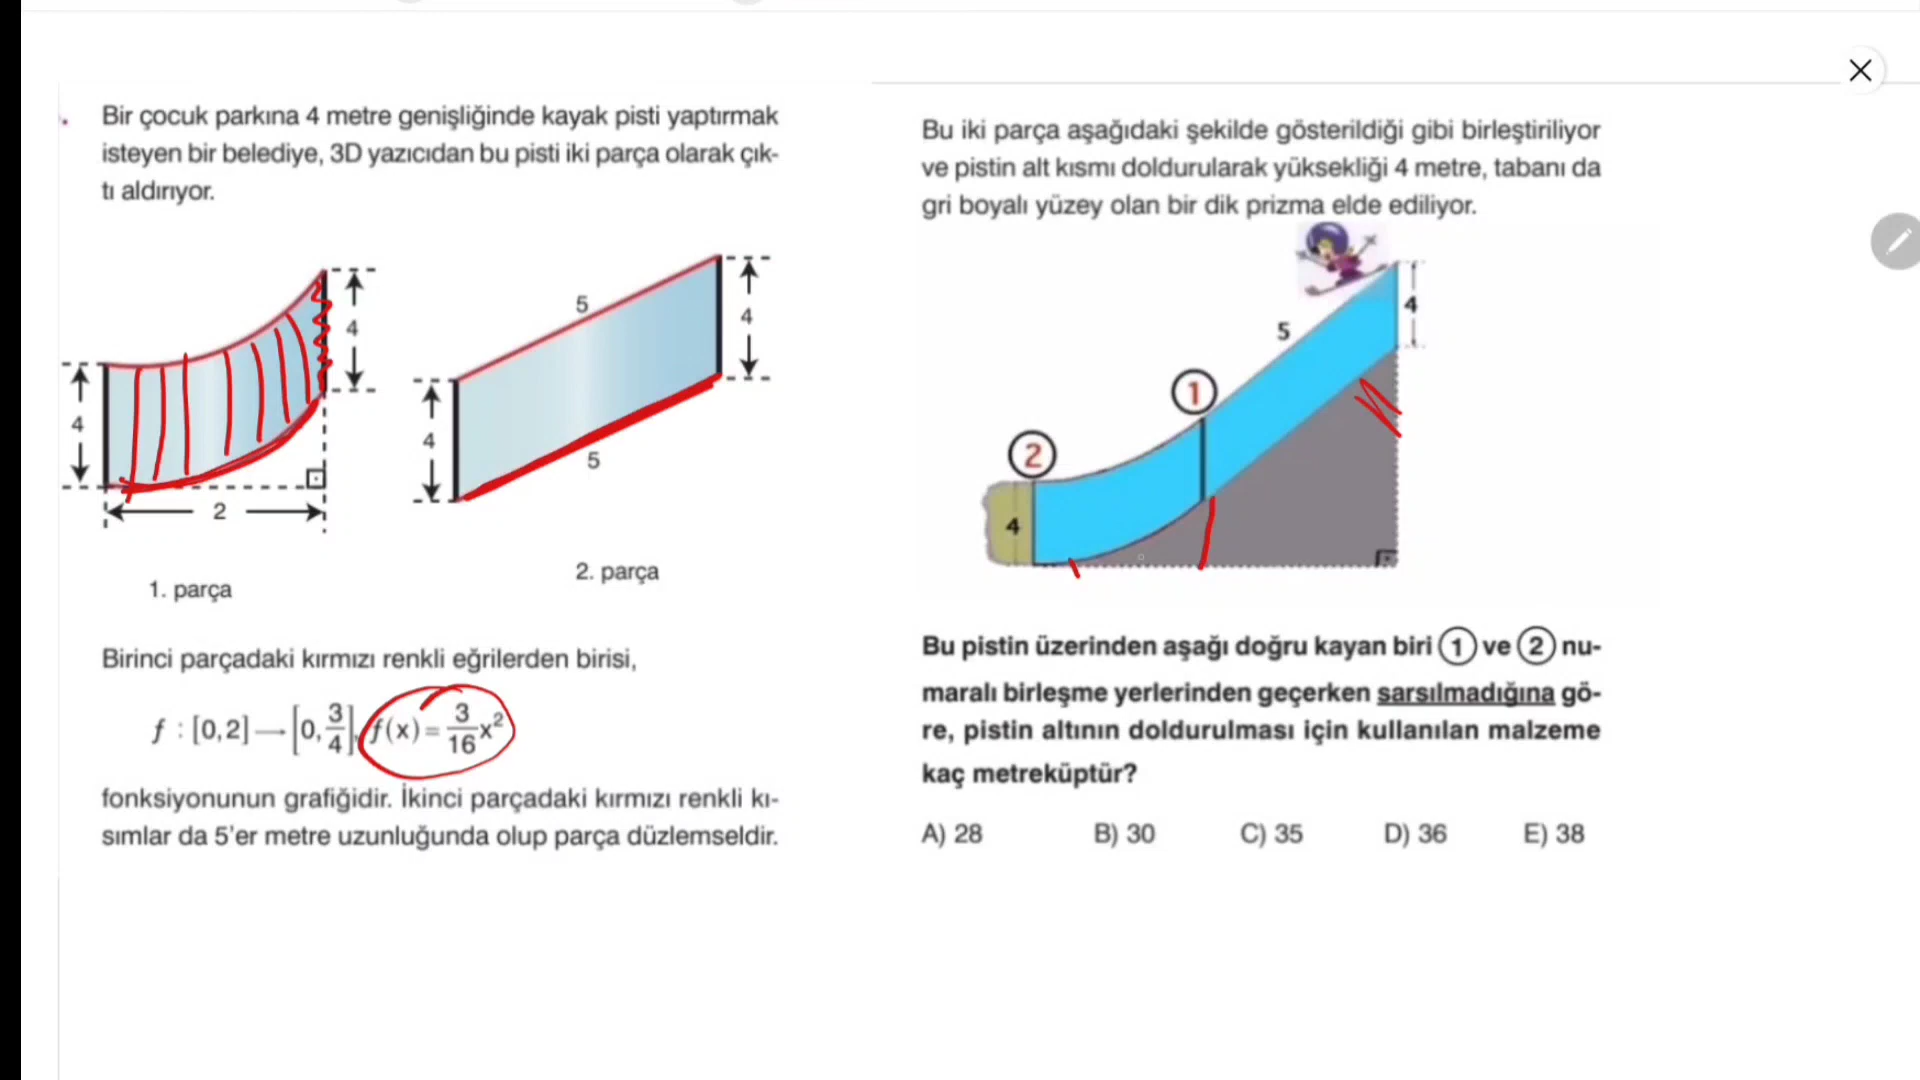 Bir çocuk parkına 4 metre genişliğinde kayak pisti yaptırmak
isteyen bir belediye, 3D yazıcıdan bu pisti iki parça olarak çık-
tı aldırıyor.
4
4
2
1. parça
5
4
4
5
2. parça
Birinci parçadaki kırmızı renkli eğrilerden birisi,
f : [0,2] → [0, 3/4], f(x) = 3/16 x²
fonksiyonunun grafiğidir. İkinci parçadaki kırmızı renkli kı-
sımlar da 5'er metre uzunluğunda olup parça düzlemseldir.
Bu iki parça aşağıdaki şekilde gösterildiği gibi birleştiriliyor
ve pistin alt kısmı doldurularak yüksekliği 4 metre, tabanı da
gri boyalı yüzey olan bir dik prizma elde ediliyor.
4
5
1
2
4
Bu pistin üzerinden aşağı doğru kayan biri ① ve ② nu-
maralı birleşme yerlerinden geçerken sarsılmadığına gö-
re, pistin altının doldurulması için kullanılan malzeme
kaç metreküptür?
A) 28 B) 30 C) 35 D) 36 E) 38